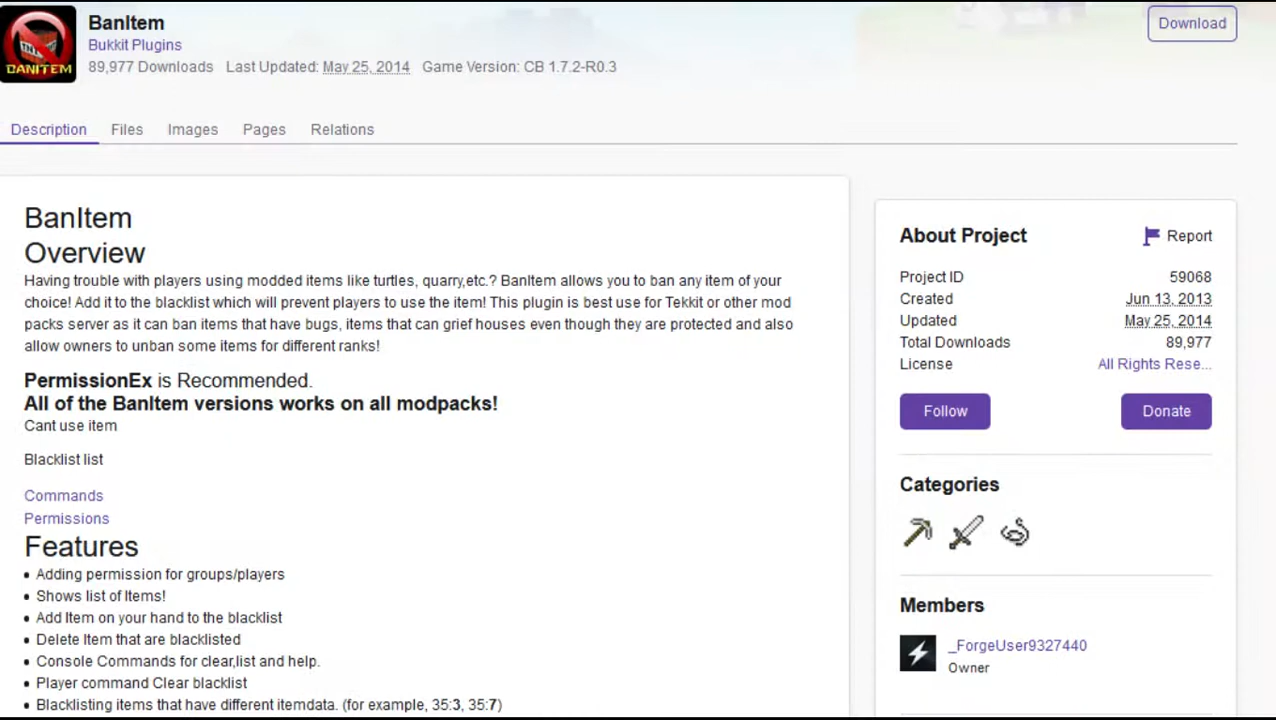 BanItem
Bukkit Plugins
89,977 Downloads Last Updated: May 25, 2014 Game Version: CB 1.7.2-R0.3
Download
BANITEM
Description Files Images Pages Relations
BanItem
Overview
Having trouble with players using modded items like turtles, quarry,etc.? BanItem allows you to ban any item of your
choice! Add it to the blacklist which will prevent players to use the item! This plugin is best use for Tekkit or other mod
packs server as it can ban items that have bugs, items that can grief houses even though they are protected and also
allow owners to unban some items for different ranks!
PermissionEx is Recommended.
All of the BanItem versions works on all modpacks!
Cant use item
Blacklist list
Commands
Permissions
Features
• Adding permission for groups/players
• Shows list of Items!
• Add Item on your hand to the blacklist
• Delete Item that are blacklisted
• Console Commands for clear,list and help.
• Player command Clear blacklist
• Blacklisting items that have different itemdata. (for example, 35:3, 35:7)
About Project
Report
Project ID 59068
Created Jun 13, 2013
Updated May 25, 2014
Total Downloads 89,977
License All Rights Rese...
Follow Donate
Categories
Members
_ForgeUser9327440
Owner